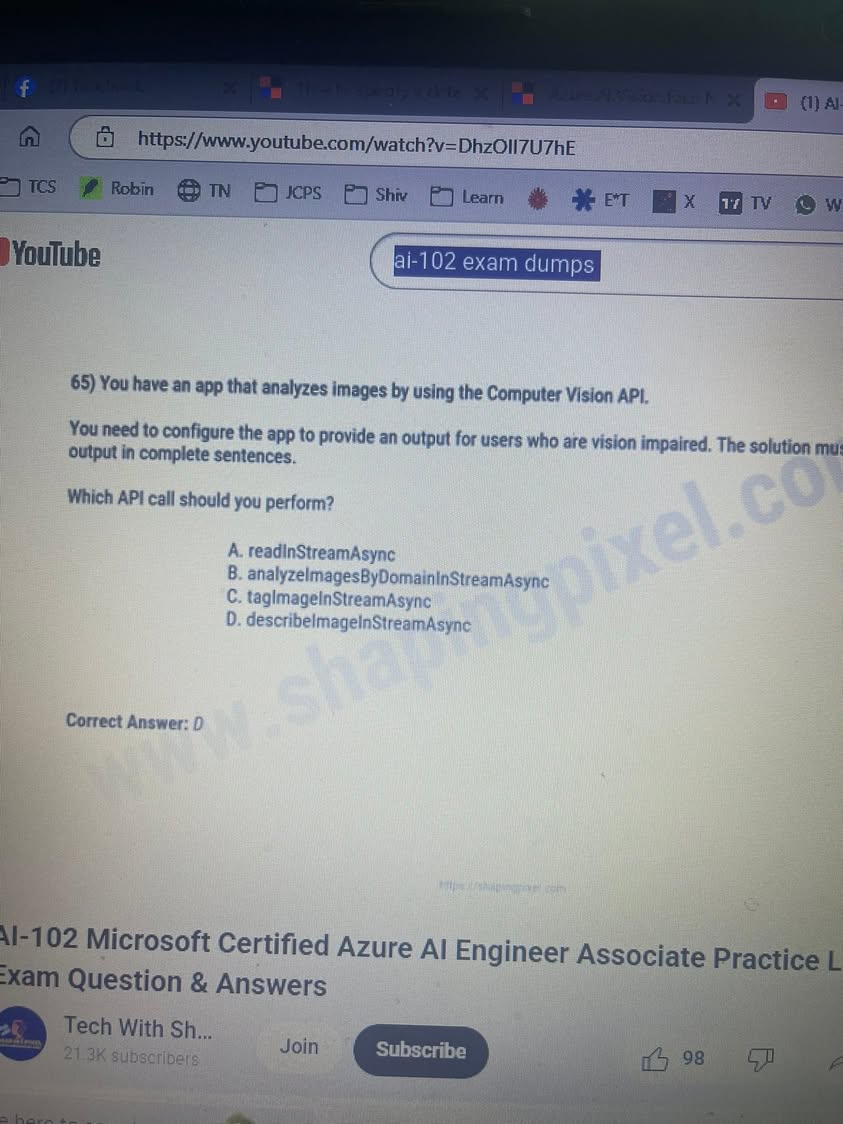 (1) AI-
https://www.youtube.com/watch?v=DhzOII7U7hE
TCS Robin TN JCPS Shiv Learn E*T X TV W
YouTube
ai-102 exam dumps
65) You have an app that analyzes images by using the Computer Vision API.
You need to configure the app to provide an output for users who are vision impaired. The solution mus
output in complete sentences.
Which API call should you perform?
A. readInStreamAsync
B. analyzeImagesByDomainInStreamAsync
C. tagImageInStreamAsync
D. describeImageInStreamAsync
www.shapingpixel.co
Correct Answer: D
https://shapingpixel.com
AI-102 Microsoft Certified Azure AI Engineer Associate Practice L
Exam Question & Answers
Tech With Sh...
21.3K subscribers
Join
Subscribe
98